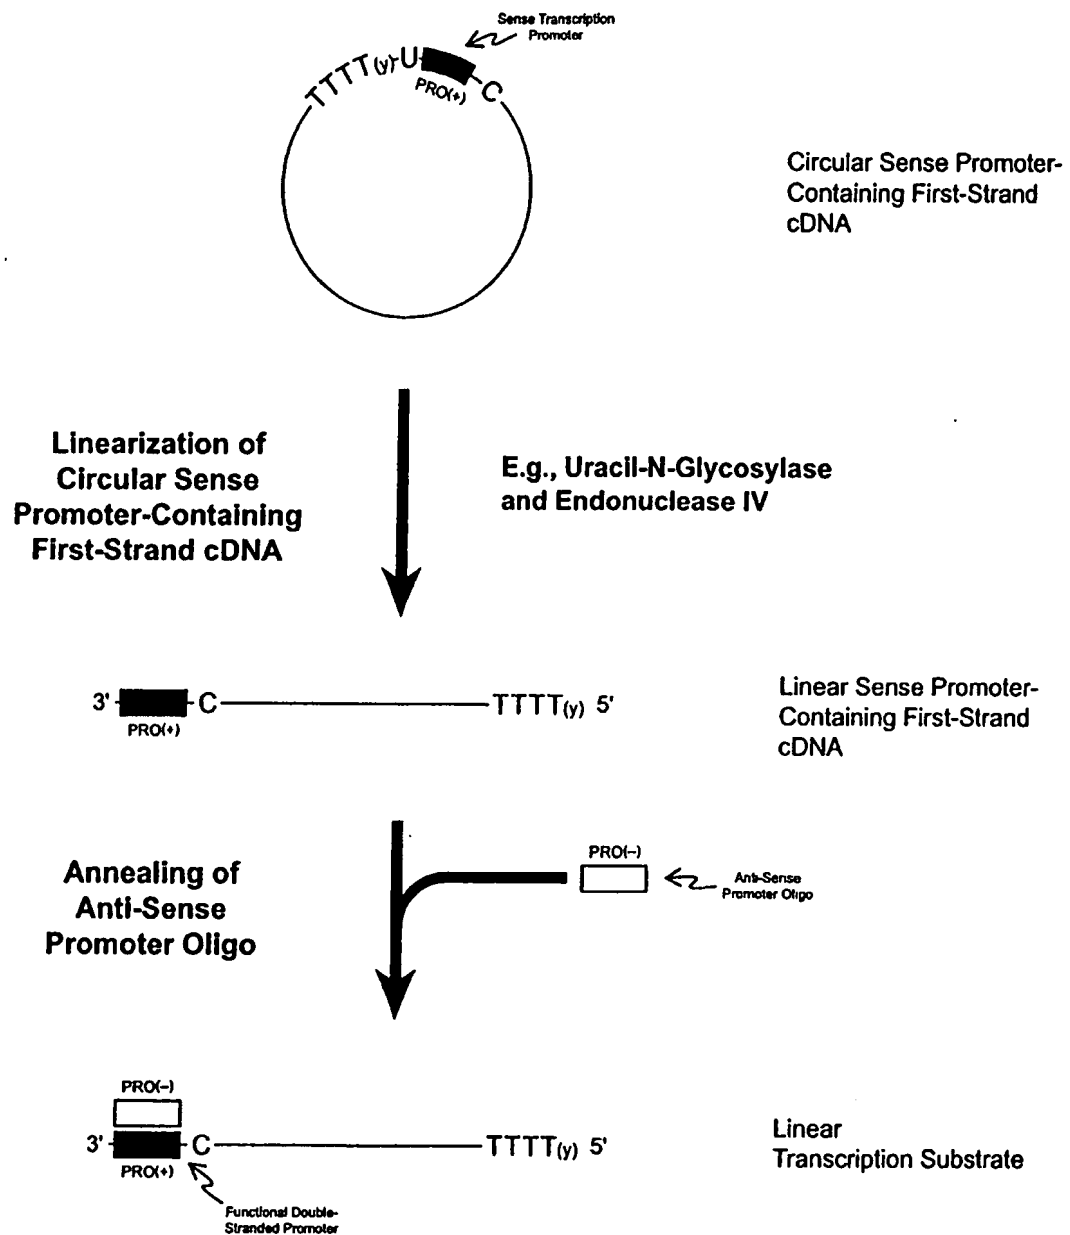 Sense Transcription
Promoter
TTTT(y)-U
C
PRO(+)
Circular Sense Promoter-
Containing First-Strand
cDNA
Linearization of
Circular Sense
Promoter-Containing
First-Strand cDNA
E.g., Uracil-N-Glycosylase
and Endonuclease IV
3' C TTTT(y) 5'
PRO(+)
Linear Sense Promoter-
Containing First-Strand
cDNA
Annealing of
Anti-Sense
Promoter Oligo
PRO(-)
Anti-Sense
Promoter Oligo
PRO(-)
3' C TTTT(y) 5'
PRO(+)
Functional Double-
Stranded Promoter
Linear
Transcription Substrate